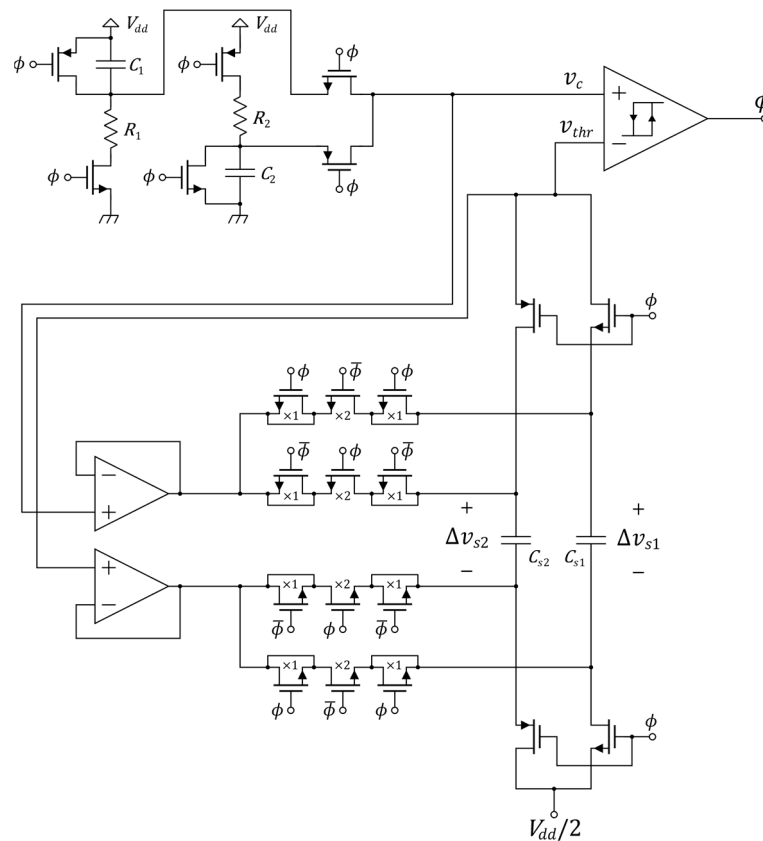 V_dd V_dd
ϕ C_1 ϕ ϕ
R_1 R_2 v_c + ϕ
v_thr −
ϕ ϕ C_2 ϕ
ϕ
ϕ ϕ̅ ϕ
×1 ×2 ×1
ϕ̅ ϕ ϕ̅
− ×1 ×2 ×1
+ + +
Δv_s2 C_s2 C_s1 Δv_s1
+ − −
− ×1 ×2 ×1
ϕ̅ ϕ ϕ̅
×1 ×2 ×1
ϕ ϕ̅ ϕ ϕ
V_dd/2